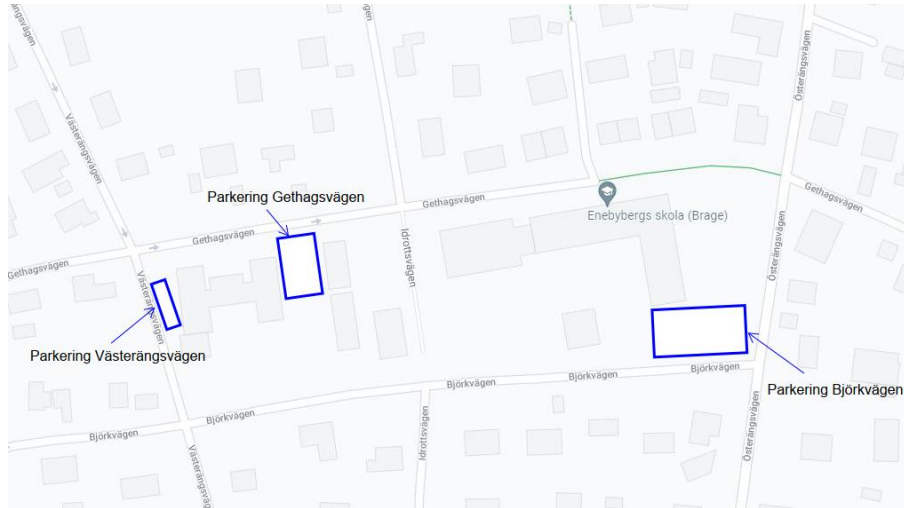 erängsvägen
Västerängsvägen
Österängsvägen
Parkering Gethagsvägen
Gethagsvägen
Enebybergs skola (Brage)
Gethagsvägen
Gethagsvägen
Idrottsvägen
Gethagsvägen
Västerängsvägen
Österängsvägen
Parkering Västerängsvägen
Björkvägen
Björkvägen
Björkvägen
Parkering Björkvägen
Björkvägen
Björkvägen
Idrottsvägen
Österängsvägen
Västerängsvägen